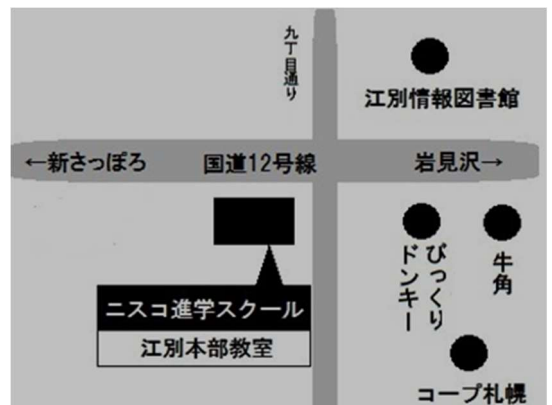 九丁目通り
江別情報図書館
←新さっぽろ
国道12号線
岩見沢→
びっくり
ドンキー
牛角
ニスコ進学スクール
江別本部教室
コープ札幌